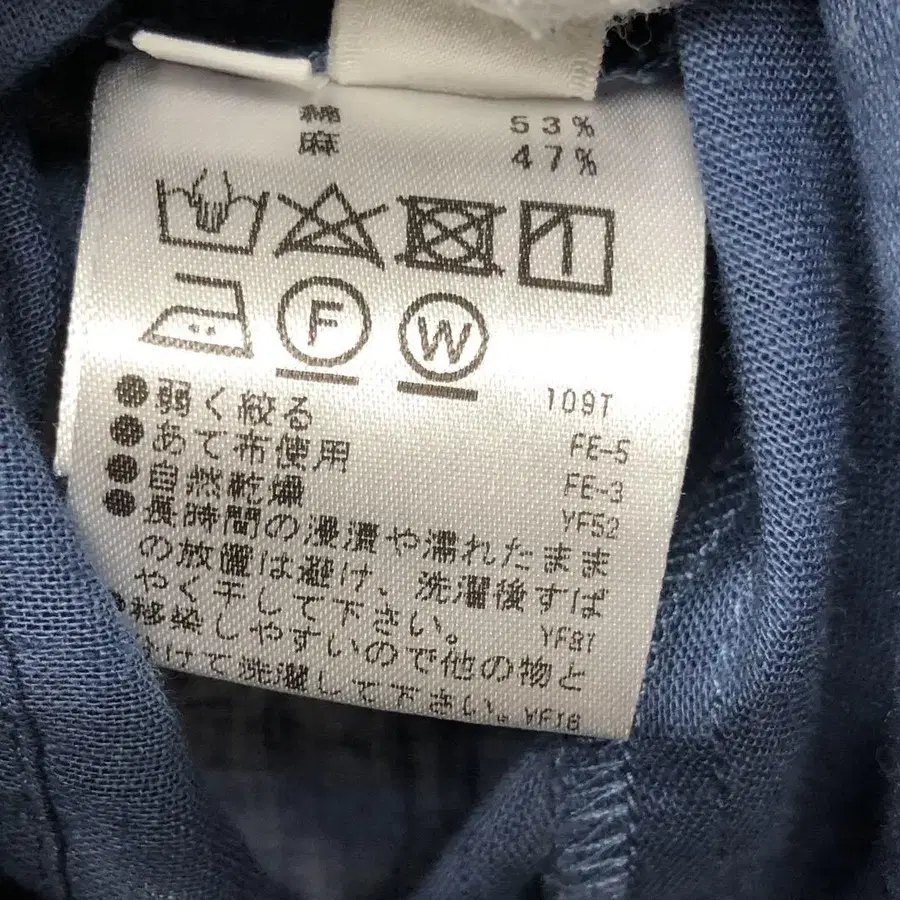 綿 53%
麻 47%
F W
●弱く絞る 109T
●あて布使用 FE-5
●自然乾燥 FE-3
●長時間の浸漬や濡れたまま YF52
の放置は避け、洗濯後すば
やく干して下さい。 YF8T
●移染しやすいので他の物と
分けて洗濯して下さい。YF16